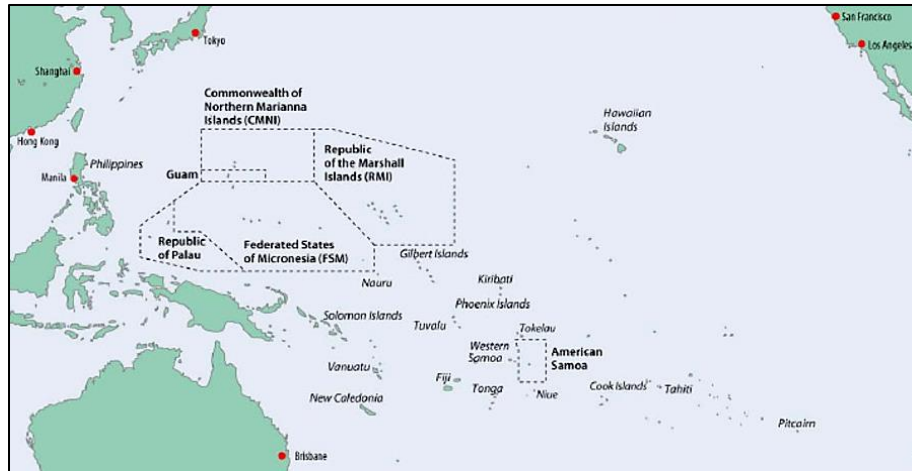 San Francisco
Tokyo
Los Angeles
Shanghai
Commonwealth of
Northern Marianna
Islands (CMNI)
Hawaiian
Islands
Hong Kong
Republic
of the Marshall
Islands (RMI)
Philippines
Guam
Manila
Republic
of Palau
Federated States
of Micronesia (FSM)
Gilbert Islands
Nauru
Kiribati
Phoenix Islands
Solomon Islands
Tuvalu
Tokelau
Western
Samoa
American
Samoa
Vanuatu
Fiji
Tonga
Niue
Cook Islands
Tahiti
New Caledonia
Pitcairn
Brisbane